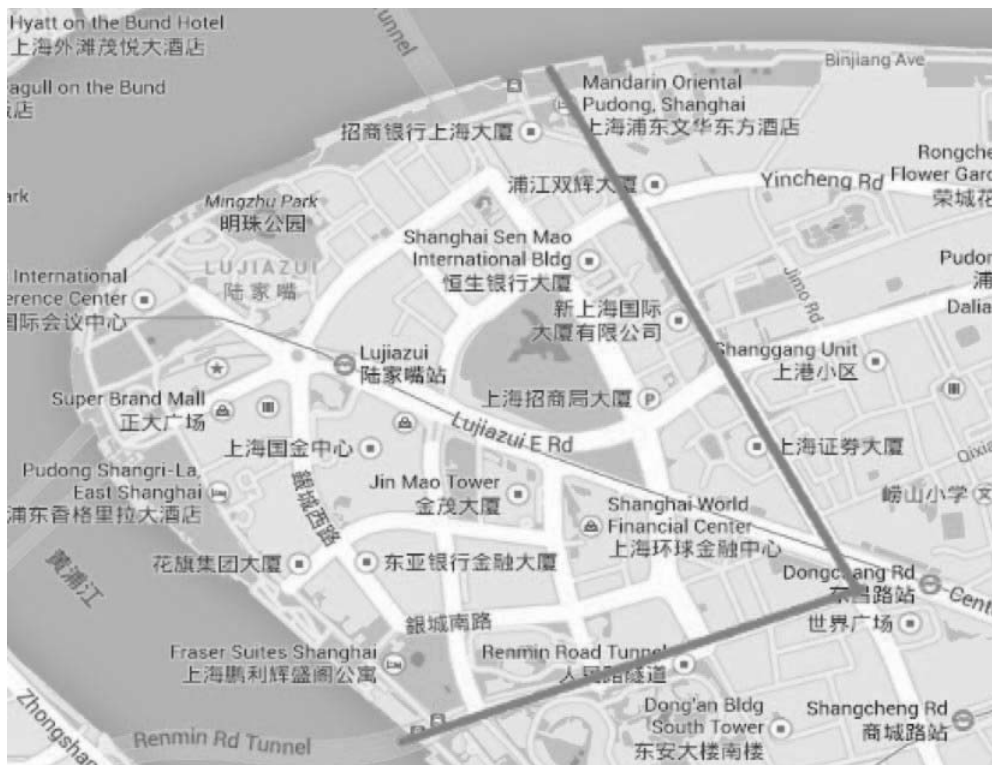 Hyatt on the Bund Hotel
上海外滩茂悦大酒店
Tunnel
agull on the Bund
饭店
Binjiang Ave
Mandarin Oriental
Pudong, Shanghai
上海浦东文华东方酒店
招商银行上海大厦
Rongche
Flower Gard
荣城花
浦江双辉大厦
Yincheng Rd
ark
Mingzhu Park
明珠公园
Shanghai Sen Mao
International Bldg
恒生银行大厦
LUJIAZUI
陆家嘴
International
erence Center
国际会议中心
Pudon
浦
Dalia
Jimo Rd
新上海国际
大厦有限公司
Lujiazui
陆家嘴站
Shanggang Unit
上港小区
Super Brand Mall
正大广场
上海招商局大厦
P
Lujiazui E Rd
上海国金中心
上海证券大厦
Qixia
Pudong Shangri-La,
East Shanghai
浦东香格里拉大酒店
銀城西路
Jin Mao Tower
金茂大厦
崂山小学
文
Shanghai World
Financial Center
上海环球金融中心
黄浦江
花旗集团大厦
东亚银行金融大厦
Dongchang Rd
东昌路站
Cent
銀城南路
世界广场
Fraser Suites Shanghai
上海鹏利辉盛阁公寓
Renmin Road Tunnel
人民路隧道
Zhongshan
Renmin Rd Tunnel
Dong'an Bldg
South Tower
东安大楼南楼
Shangcheng Rd
商城路站